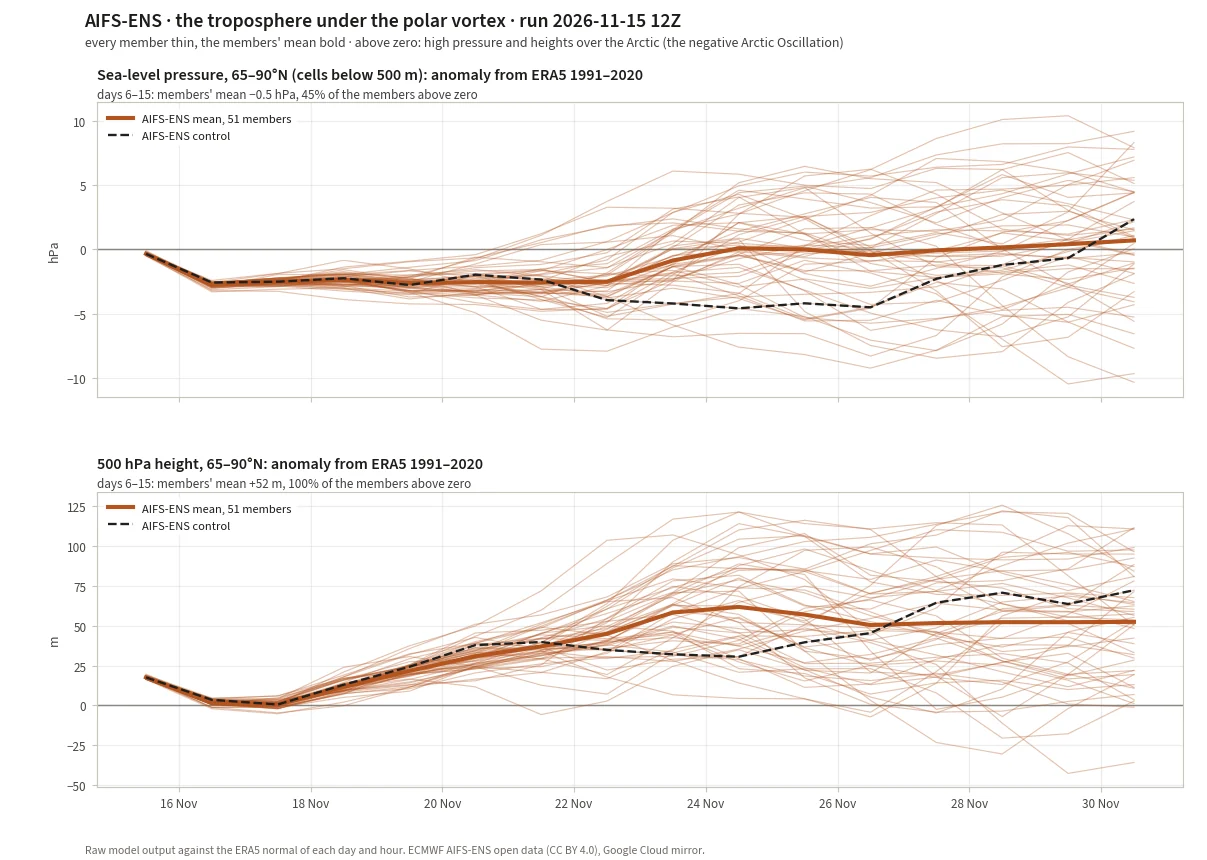 AIFS-ENS · the troposphere under the polar vortex · run 2026-11-15 12Z
every member thin, the members' mean bold · above zero: high pressure and heights over the Arctic (the negative Arctic Oscillation)
Sea-level pressure, 65–90°N (cells below 500 m): anomaly from ERA5 1991–2020
days 6–15: members' mean −0.5 hPa, 45% of the members above zero
AIFS-ENS mean, 51 members
AIFS-ENS control
10
5
0
−5
−10
hPa
500 hPa height, 65–90°N: anomaly from ERA5 1991–2020
days 6–15: members' mean +52 m, 100% of the members above zero
AIFS-ENS mean, 51 members
AIFS-ENS control
125
100
75
50
25
0
−25
−50
m
16 Nov
18 Nov
20 Nov
22 Nov
24 Nov
26 Nov
28 Nov
30 Nov
Raw model output against the ERA5 normal of each day and hour. ECMWF AIFS-ENS open data (CC BY 4.0), Google Cloud mirror.